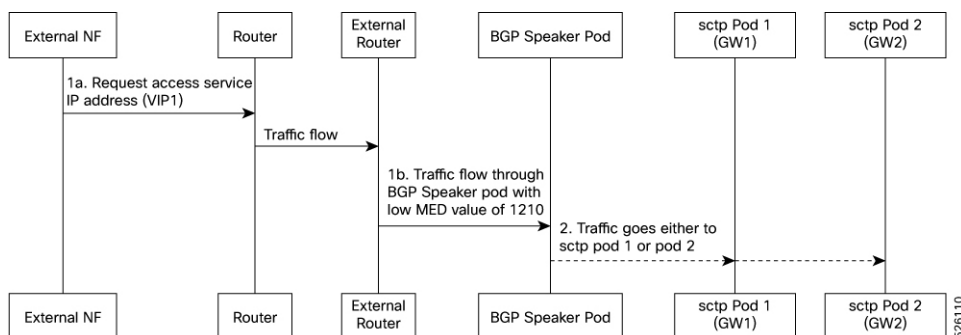 External NF
Router
External
Router
BGP Speaker Pod
sctp Pod 1
(GW1)
sctp Pod 2
(GW2)
1a. Request access service
IP address (VIP1)
Traffic flow
1b. Traffic flow through
BGP Speaker pod with
low MED value of 1210
2. Traffic goes either to
sctp pod 1 or pod 2
External NF
Router
External
Router
BGP Speaker Pod
sctp Pod 1
(GW1)
sctp Pod 2
(GW2)